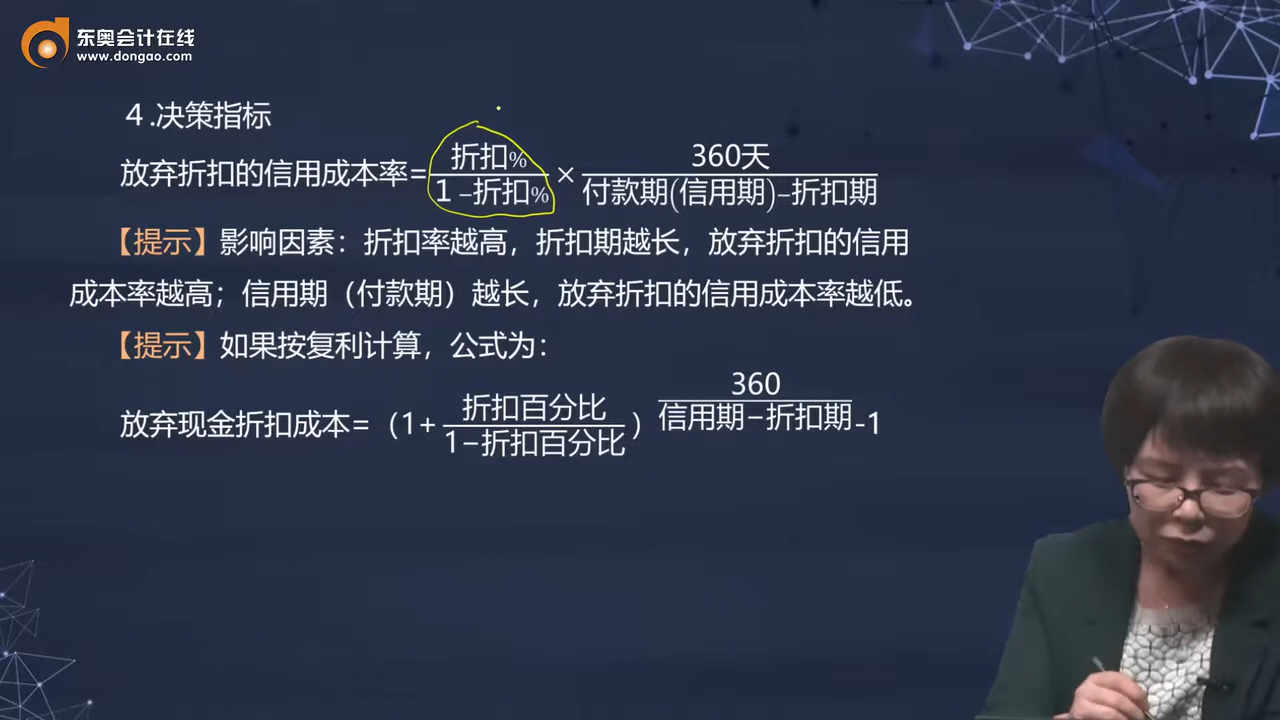 东奥会计在线
www.dongao.com
4.决策指标
放弃折扣的信用成本率=折扣%/1-折扣%×360天/付款期(信用期)-折扣期
【提示】影响因素：折扣率越高，折扣期越长，放弃折扣的信用
成本率越高；信用期（付款期）越长，放弃折扣的信用成本率越低。
【提示】如果按复利计算，公式为：
放弃现金折扣成本=（1+折扣百分比/1-折扣百分比）360/信用期-折扣期-1